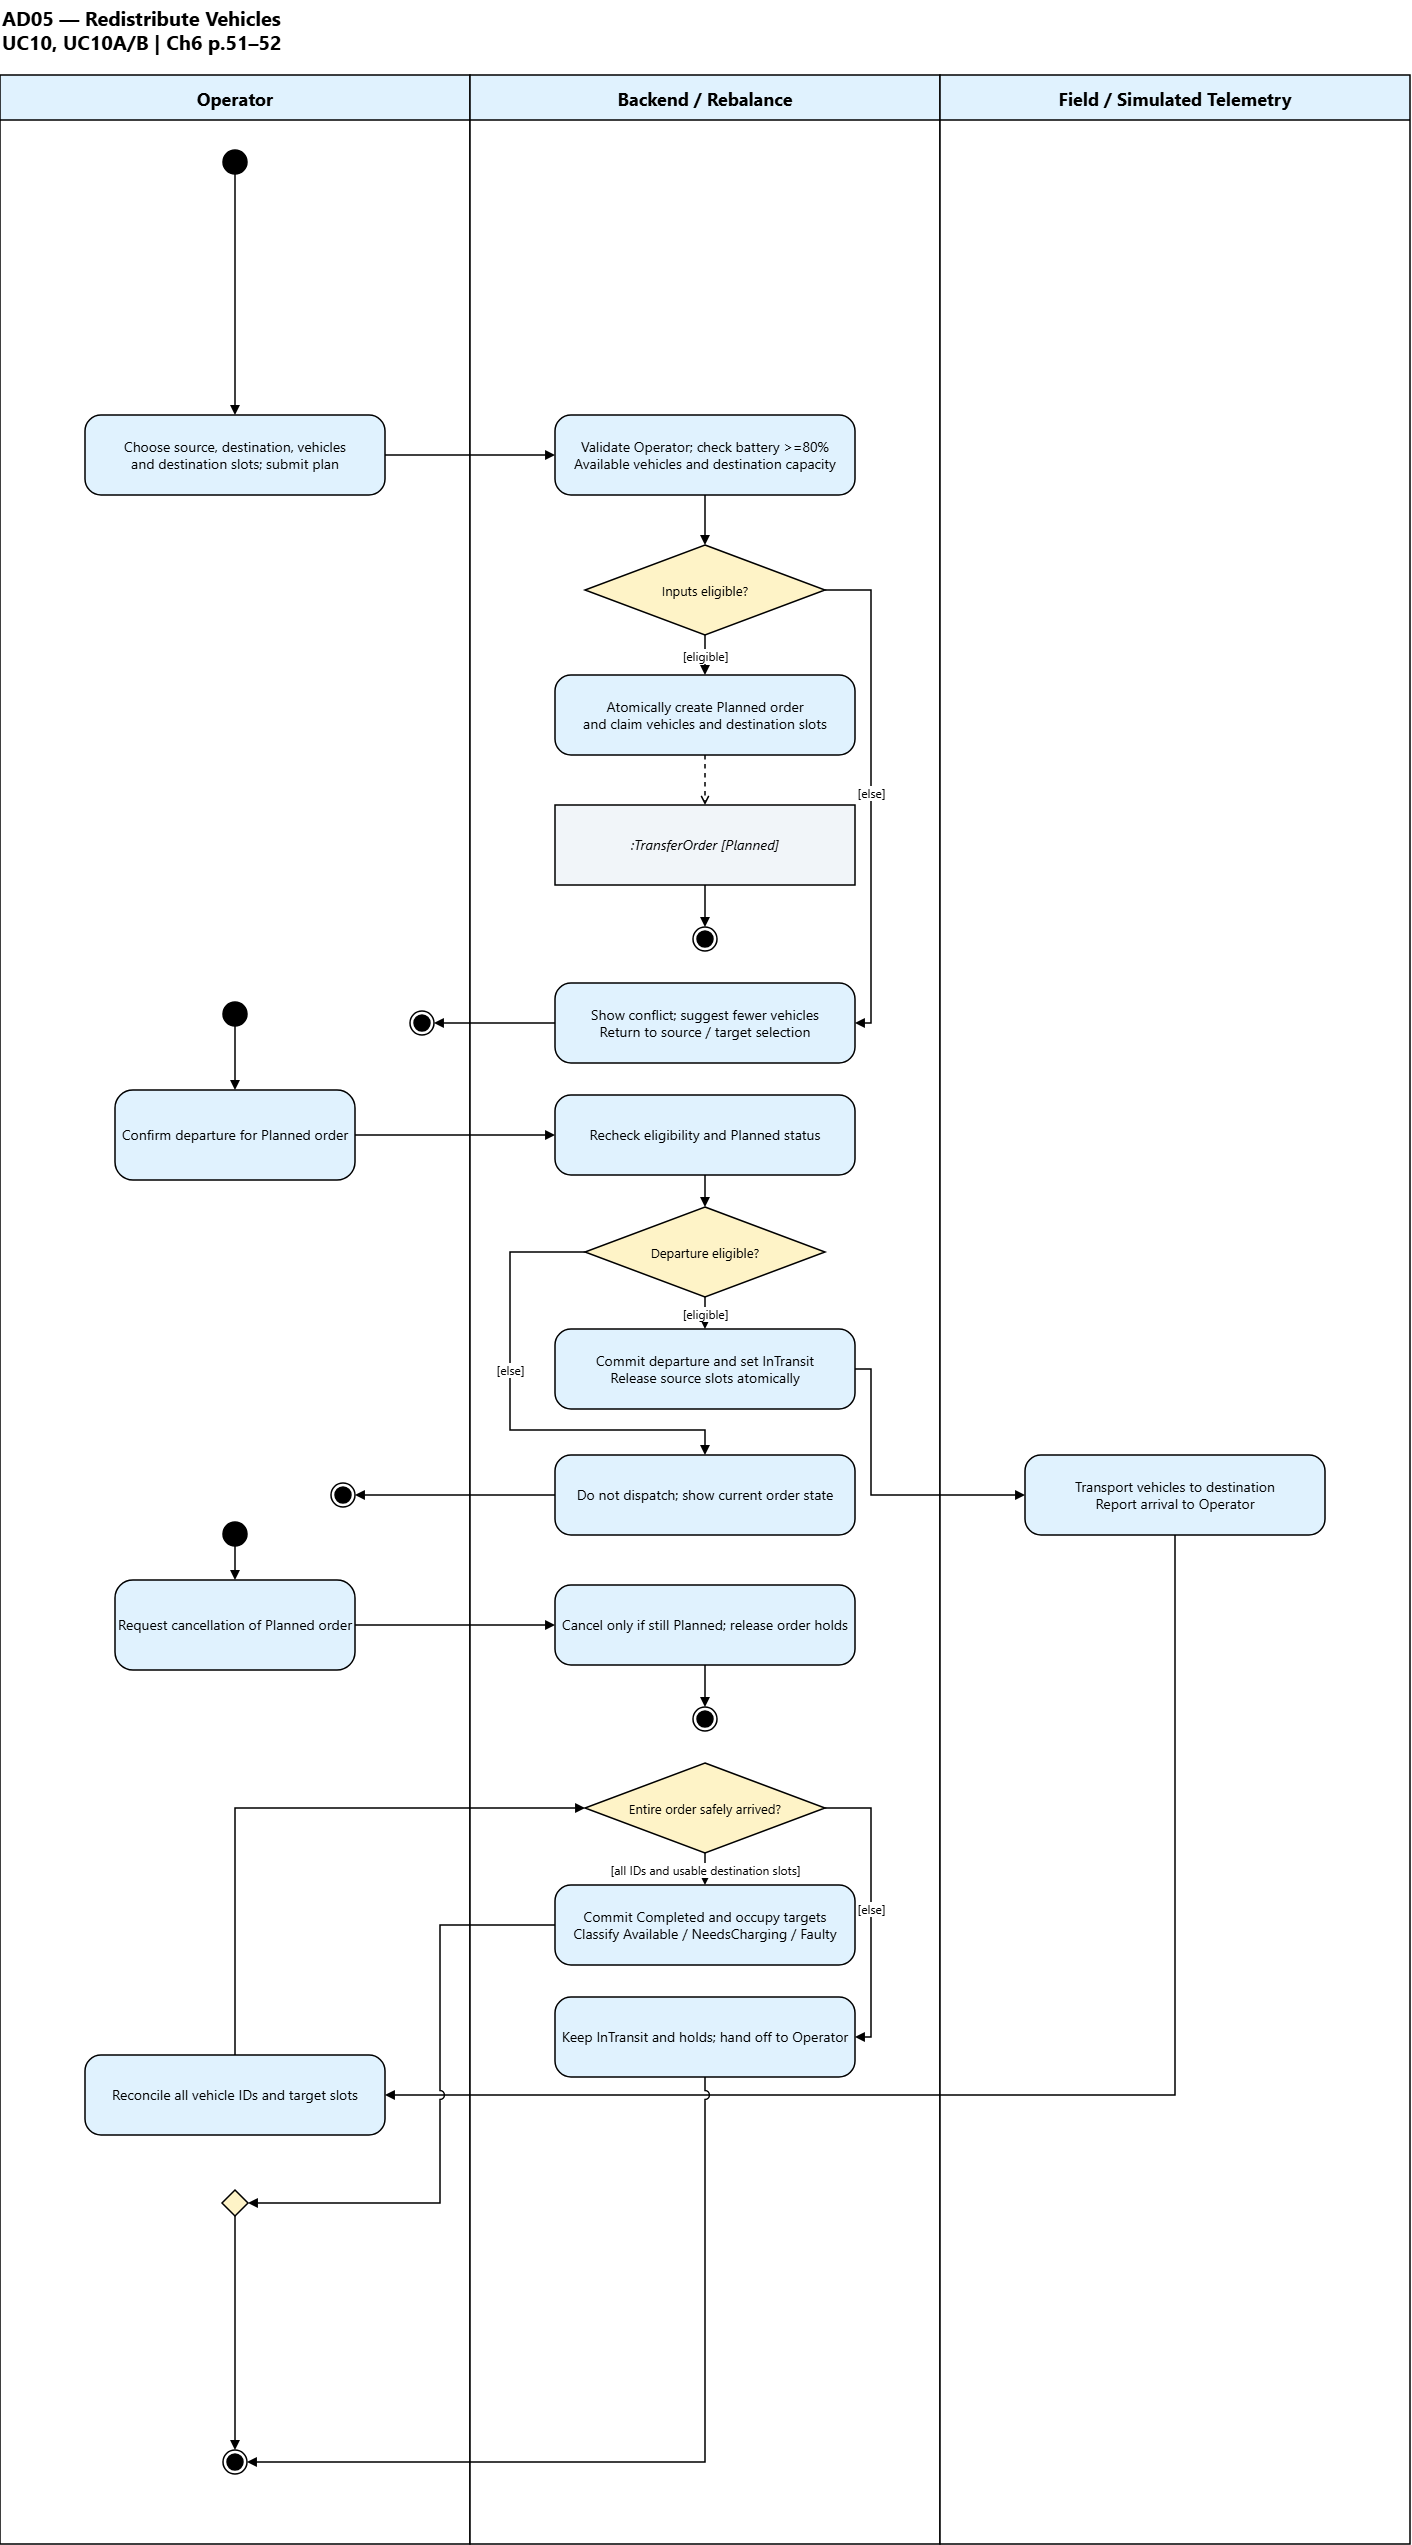 AD05 — Redistribute Vehicles
UC10, UC10A/B | Ch6 p.51–52
Operator
Backend / Rebalance
Field / Simulated Telemetry
Choose source, destination, vehicles
and destination slots; submit plan
Validate Operator; check battery >=80%
Available vehicles and destination capacity
Inputs eligible?
[eligible]
Atomically create Planned order
and claim vehicles and destination slots
[else]
:TransferOrder [Planned]
Show conflict; suggest fewer vehicles
Return to source / target selection
Confirm departure for Planned order
Recheck eligibility and Planned status
Departure eligible?
[eligible]
Commit departure and set InTransit
Release source slots atomically
[else]
Do not dispatch; show current order state
Transport vehicles to destination
Report arrival to Operator
Request cancellation of Planned order
Cancel only if still Planned; release order holds
Entire order safely arrived?
[all IDs and usable destination slots]
Commit Completed and occupy targets
Classify Available / NeedsCharging / Faulty
[else]
Keep InTransit and holds; hand off to Operator
Reconcile all vehicle IDs and target slots